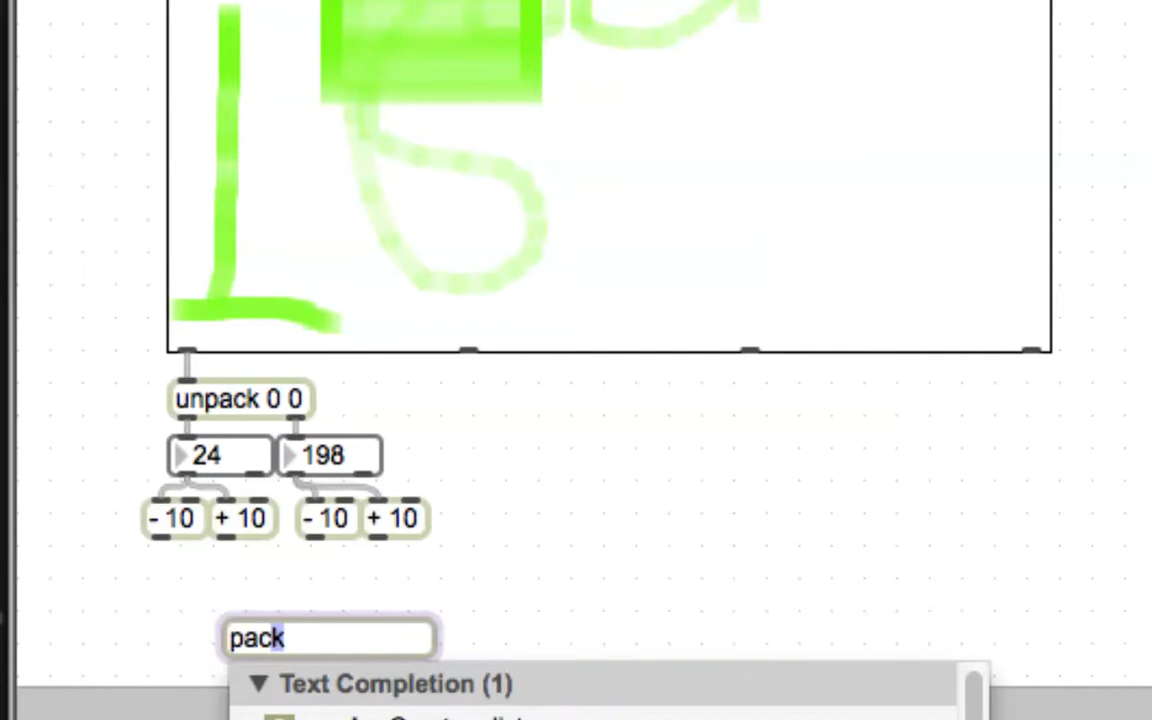 unpack 0 0
24 198
- 10 + 10 - 10 + 10
pack
▼ Text Completion (1)